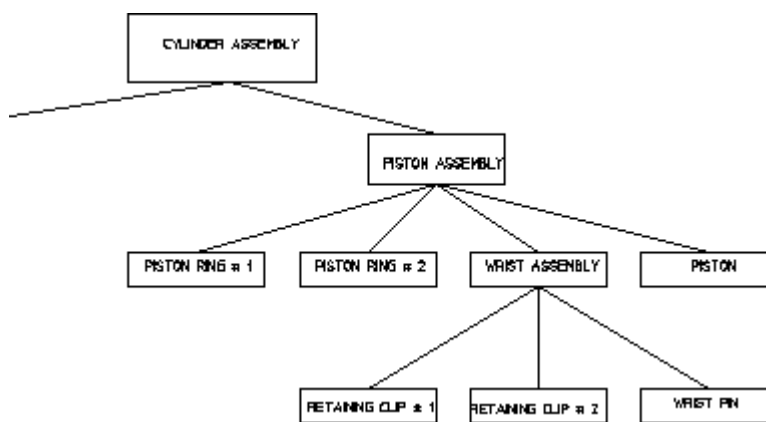 CYLINDER ASSEMBLY
PISTON ASSEMBLY
PISTON RING # 1
PISTON RING # 2
WRIST ASSEMBLY
PISTON
RETAINING CLIP # 1
RETAINING CLIP # 2
WRIST PIN